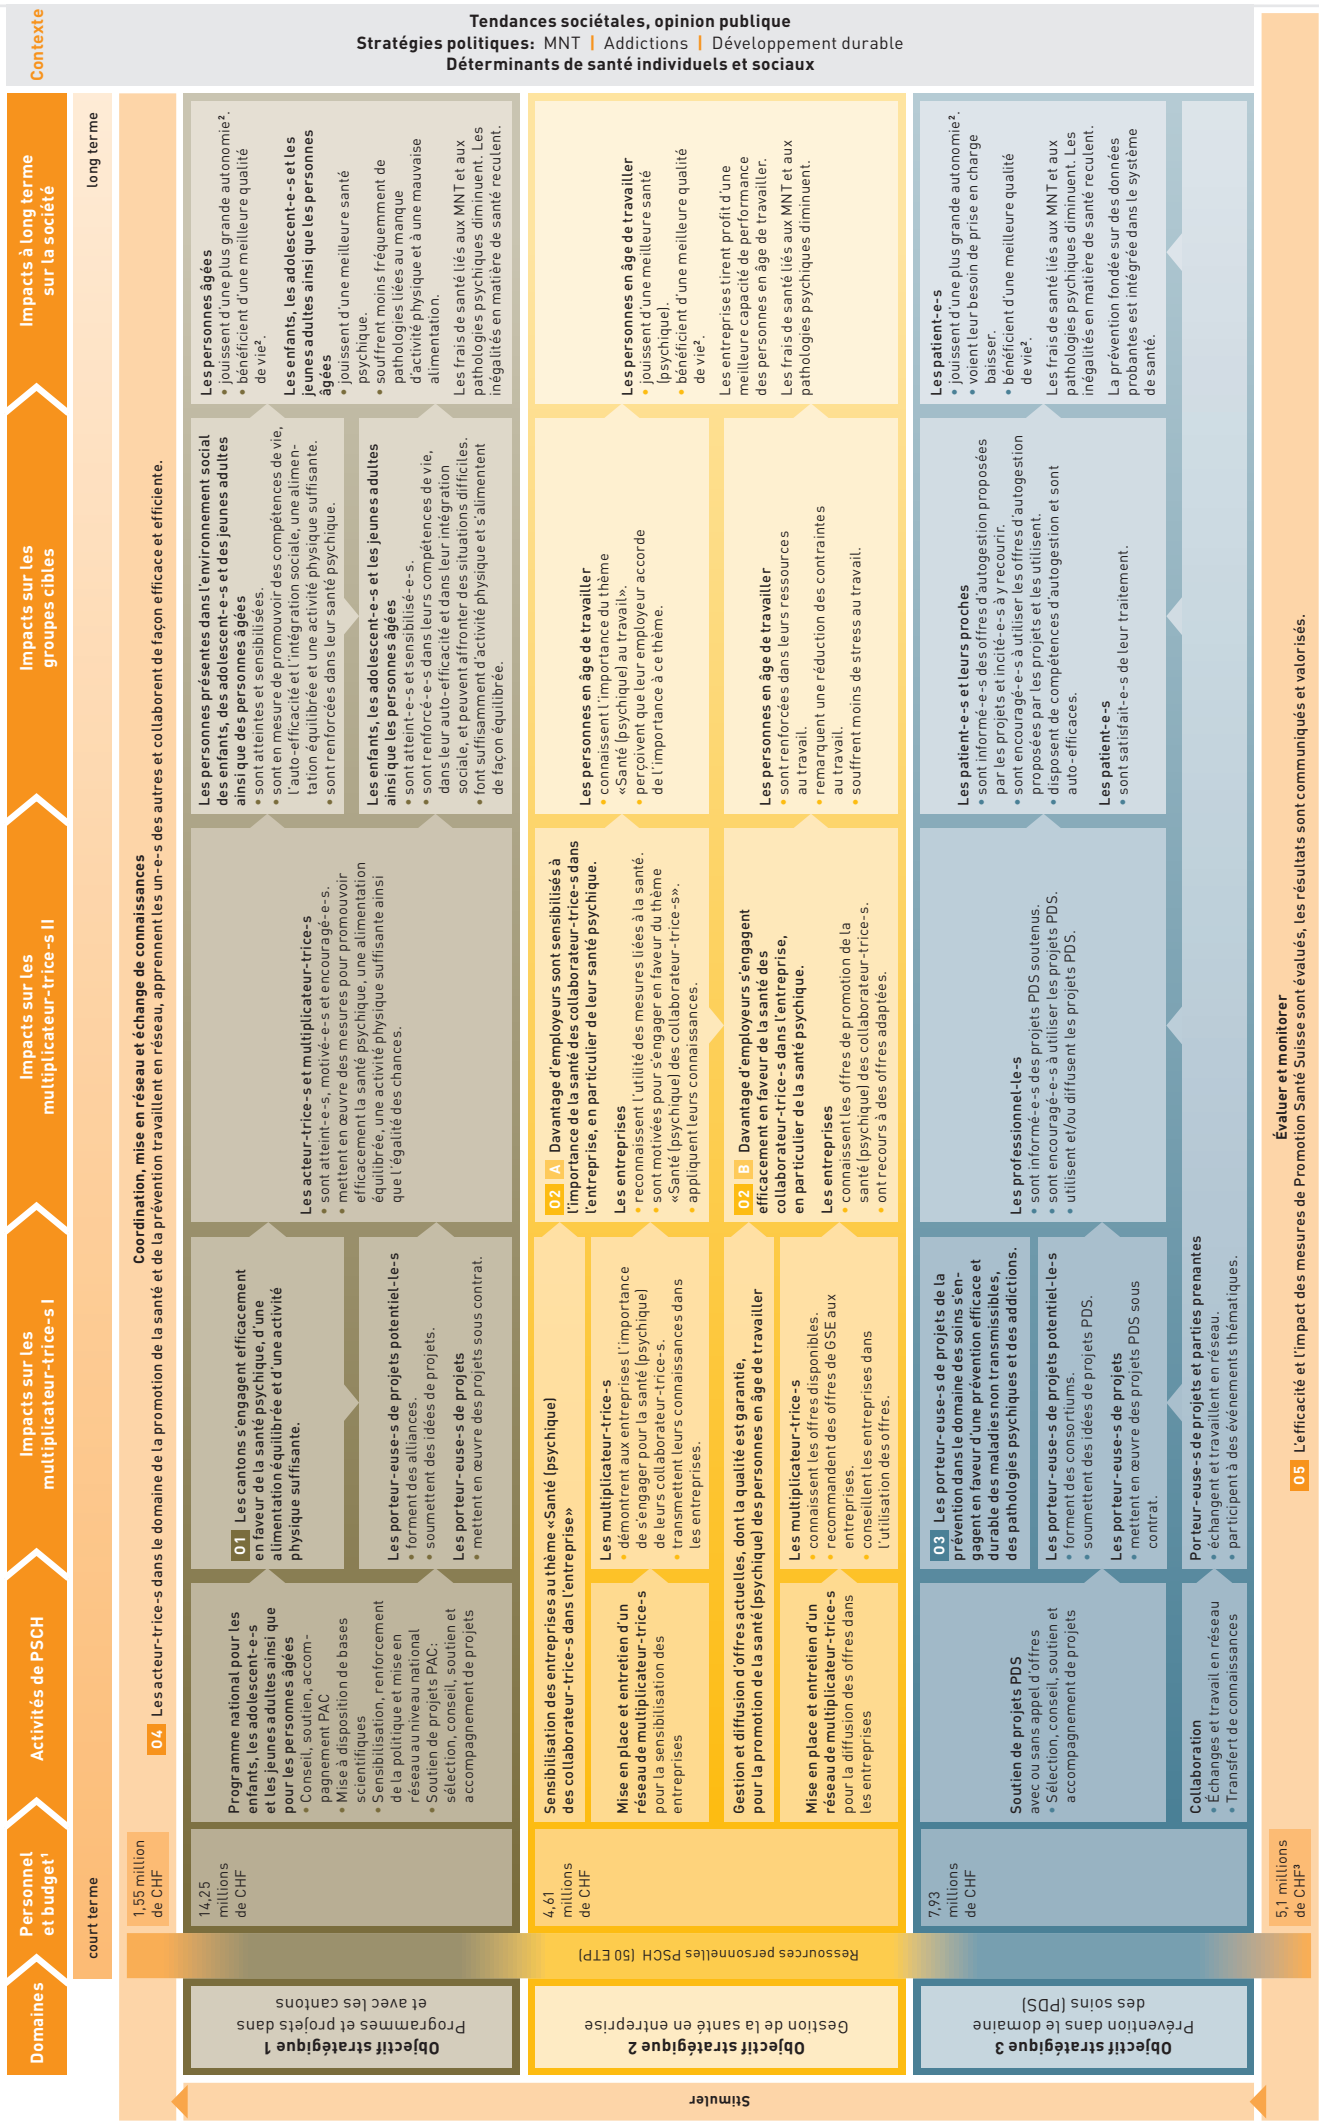 Domaines
Personnel
et budget¹
Activités de PSCH
Impacts sur les
multiplicateur-trice-s I
Impacts sur les
multiplicateur-trice-s II
Impacts sur les
groupes cibles
Impacts à long terme
sur la société
Contexte
court terme
long terme
Tendances sociétales, opinion publique
Stratégies politiques: MNT | Addictions | Développement durable
Déterminants de santé individuels et sociaux
Stimuler
1,55 million
de CHF
Coordination, mise en réseau et échange de connaissances
04 Les acteur-trice-s dans le domaine de la promotion de la santé et de la prévention travaillent en réseau, apprennent les un-e-s des autres et collaborent de façon efficace et efficiente.
Ressources personnelles PSCH (50 ETP)
Objectif stratégique 1
Programmes et projets dans
et avec les cantons
14,25
millions
de CHF
Programme national pour les
enfants, les adolescent-e-s
et les jeunes adultes ainsi que
pour les personnes âgées
• Conseil, soutien, accom-
pagnement PAC
• Mise à disposition de bases
scientifiques
• Sensibilisation, renforcement
de la politique et mise en
réseau au niveau national
• Soutien de projets PAC:
sélection, conseil, soutien et
accompagnement de projets
01 Les cantons s'engagent efficacement
en faveur de la santé psychique, d'une
alimentation équilibrée et d'une activité
physique suffisante.
Les porteur-euse-s de projets potentiel-le-s
• forment des alliances.
• soumettent des idées de projets.
Les porteur-euse-s de projets
• mettent en œuvre des projets sous contrat.
Les acteur-trice-s et multiplicateur-trice-s
• sont atteint-e-s, motivé-e-s et encouragé-e-s.
• mettent en œuvre des mesures pour promouvoir
efficacement la santé psychique, une alimentation
équilibrée, une activité physique suffisante ainsi
que l'égalité des chances.
Les personnes présentes dans l'environnement social
des enfants, des adolescent-e-s et des jeunes adultes
ainsi que des personnes âgées
• sont atteintes et sensibilisées.
• sont en mesure de promouvoir des compétences de vie,
l'auto-efficacité et l'intégration sociale, une alimen-
tation équilibrée et une activité physique suffisante.
• sont renforcées dans leur santé psychique.
Les enfants, les adolescent-e-s et les jeunes adultes
ainsi que les personnes âgées
• sont atteint-e-s et sensibilisé-e-s.
• sont renforcé-e-s dans leurs compétences de vie,
dans leur auto-efficacité et dans leur intégration
sociale, et peuvent affronter des situations difficiles.
• font suffisamment d'activité physique et s'alimentent
de façon équilibrée.
Les personnes âgées
• jouissent d'une plus grande autonomie².
• bénéficient d'une meilleure qualité
de vie².
Les enfants, les adolescent-e-s et les
jeunes adultes ainsi que les personnes
âgées
• jouissent d'une meilleure santé
psychique.
• souffrent moins fréquemment de
pathologies liées au manque
d'activité physique et à une mauvaise
alimentation.
Les frais de santé liés aux MNT et aux
pathologies psychiques diminuent. Les
inégalités en matière de santé reculent.
Objectif stratégique 2
Gestion de la santé en entreprise
4,61
millions
de CHF
Sensibilisation des entreprises au thème «Santé (psychique)
des collaborateur-trice-s dans l'entreprise»
Mise en place et entretien d'un
réseau de multiplicateur-trice-s
pour la sensibilisation des
entreprises
Les multiplicateur-trice-s
• démontrent aux entreprises l'importance
de s'engager pour la santé (psychique)
de leurs collaborateur-trice-s.
• transmettent leurs connaissances dans
les entreprises.
Gestion et diffusion d'offres actuelles, dont la qualité est garantie,
pour la promotion de la santé (psychique) des personnes en âge de travailler
Mise en place et entretien d'un
réseau de multiplicateur-trice-s
pour la diffusion des offres dans
les entreprises
Les multiplicateur-trice-s
• connaissent les offres disponibles.
• recommandent des offres de GSE aux
entreprises.
• conseillent les entreprises dans
l'utilisation des offres.
02 A Davantage d'employeurs sont sensibilisés à
l'importance de la santé des collaborateur-trice-s dans
l'entreprise, en particulier de leur santé psychique.
Les entreprises
• reconnaissent l'utilité des mesures liées à la santé.
• sont motivées pour s'engager en faveur du thème
«Santé (psychique) des collaborateur-trice-s».
• appliquent leurs connaissances.
02 B Davantage d'employeurs s'engagent
efficacement en faveur de la santé des
collaborateur-trice-s dans l'entreprise,
en particulier de la santé psychique.
Les entreprises
• connaissent les offres de promotion de la
santé (psychique) des collaborateur-trice-s.
• ont recours à des offres adaptées.
Les personnes en âge de travailler
• connaissent l'importance du thème
«Santé (psychique) au travail».
• perçoivent que leur employeur accorde
de l'importance à ce thème.
Les personnes en âge de travailler
• sont renforcées dans leurs ressources
au travail.
• remarquent une réduction des contraintes
au travail.
• souffrent moins de stress au travail.
Les personnes en âge de travailler
• jouissent d'une meilleure santé
(psychique).
• bénéficient d'une meilleure qualité
de vie².
Les entreprises tirent profit d'une
meilleure capacité de performance
des personnes en âge de travailler.
Les frais de santé liés aux MNT et aux
pathologies psychiques diminuent.
Objectif stratégique 3
Prévention dans le domaine
des soins (PDS)
7,93
millions
de CHF
Soutien de projets PDS
avec ou sans appel d'offres
• Sélection, conseil, soutien et
accompagnement de projets
03 Les porteur-euse-s de projets de la
prévention dans le domaine des soins s'en-
gagent en faveur d'une prévention efficace et
durable des maladies non transmissibles,
des pathologies psychiques et des addictions.
Les porteur-euse-s de projets potentiel-le-s
• forment des consortiums.
• soumettent des idées de projets PDS.
Les porteur-euse-s de projets
• mettent en œuvre des projets PDS sous
contrat.
Les professionnel-le-s
• sont informé-e-s des projets PDS soutenus.
• sont encouragé-e-s à utiliser les projets PDS.
• utilisent et/ou diffusent les projets PDS.
Les patient-e-s et leurs proches
• sont informé-e-s des offres d'autogestion proposées
par les projets et incité-e-s à y recourir.
• sont encouragé-e-s à utiliser les offres d'autogestion
proposées par les projets et les utilisent.
• disposent de compétences d'autogestion et sont
auto-efficaces.
Les patient-e-s
• sont satisfait-e-s de leur traitement.
Les patient-e-s
• jouissent d'une plus grande autonomie².
• voient leur besoin de prise en charge
baisser.
• bénéficient d'une meilleure qualité
de vie².
Les frais de santé liés aux MNT et aux
pathologies psychiques diminuent. Les
inégalités en matière de santé reculent.
La prévention fondée sur des données
probantes est intégrée dans le système
de santé.
Collaboration
• Échanges et travail en réseau
• Transfert de connaissances
Porteur-euse-s de projets et parties prenantes
• échangent et travaillent en réseau.
• participent à des événements thématiques.
5,1 millions
de CHF³
Évaluer et monitorer
05 L'efficacité et l'impact des mesures de Promotion Santé Suisse sont évalués, les résultats sont communiqués et valorisés.